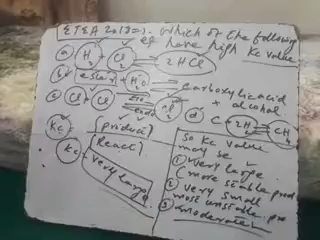 ETEA 2018:- which of the following
have high Kc value
a H2 + Cl2 ⇌ 2HCl
b ester + H2O ⇌ carboxylic acid
+ alcohol
c Cl + Cl
d C + 2H2 ⇌ CH4
Kc [product]
[React]
Kc very large
So Kc value
may be
① very large
(more stable prod
② very small
most unstable pro
③ moderate